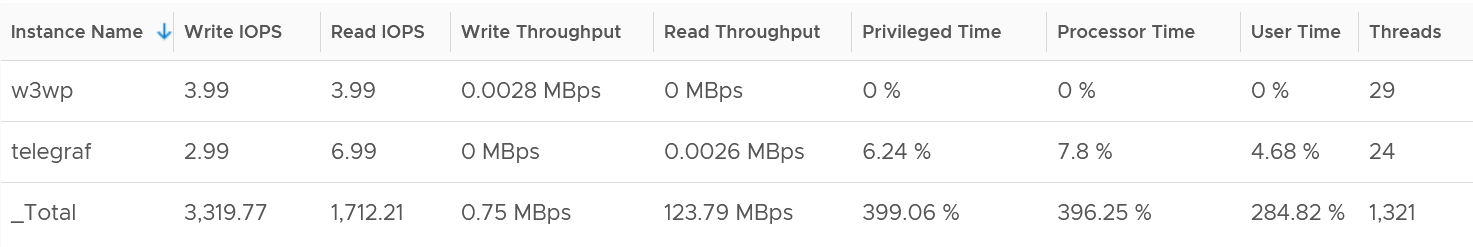 Instance Name Write IOPS Read IOPS Write Throughput Read Throughput Privileged Time Processor Time User Time Threads
w3wp 3.99 3.99 0.0028 MBps 0 MBps 0 % 0 % 0 % 29
telegraf 2.99 6.99 0 MBps 0.0026 MBps 6.24 % 7.8 % 4.68 % 24
_Total 3,319.77 1,712.21 0.75 MBps 123.79 MBps 399.06 % 396.25 % 284.82 % 1,321